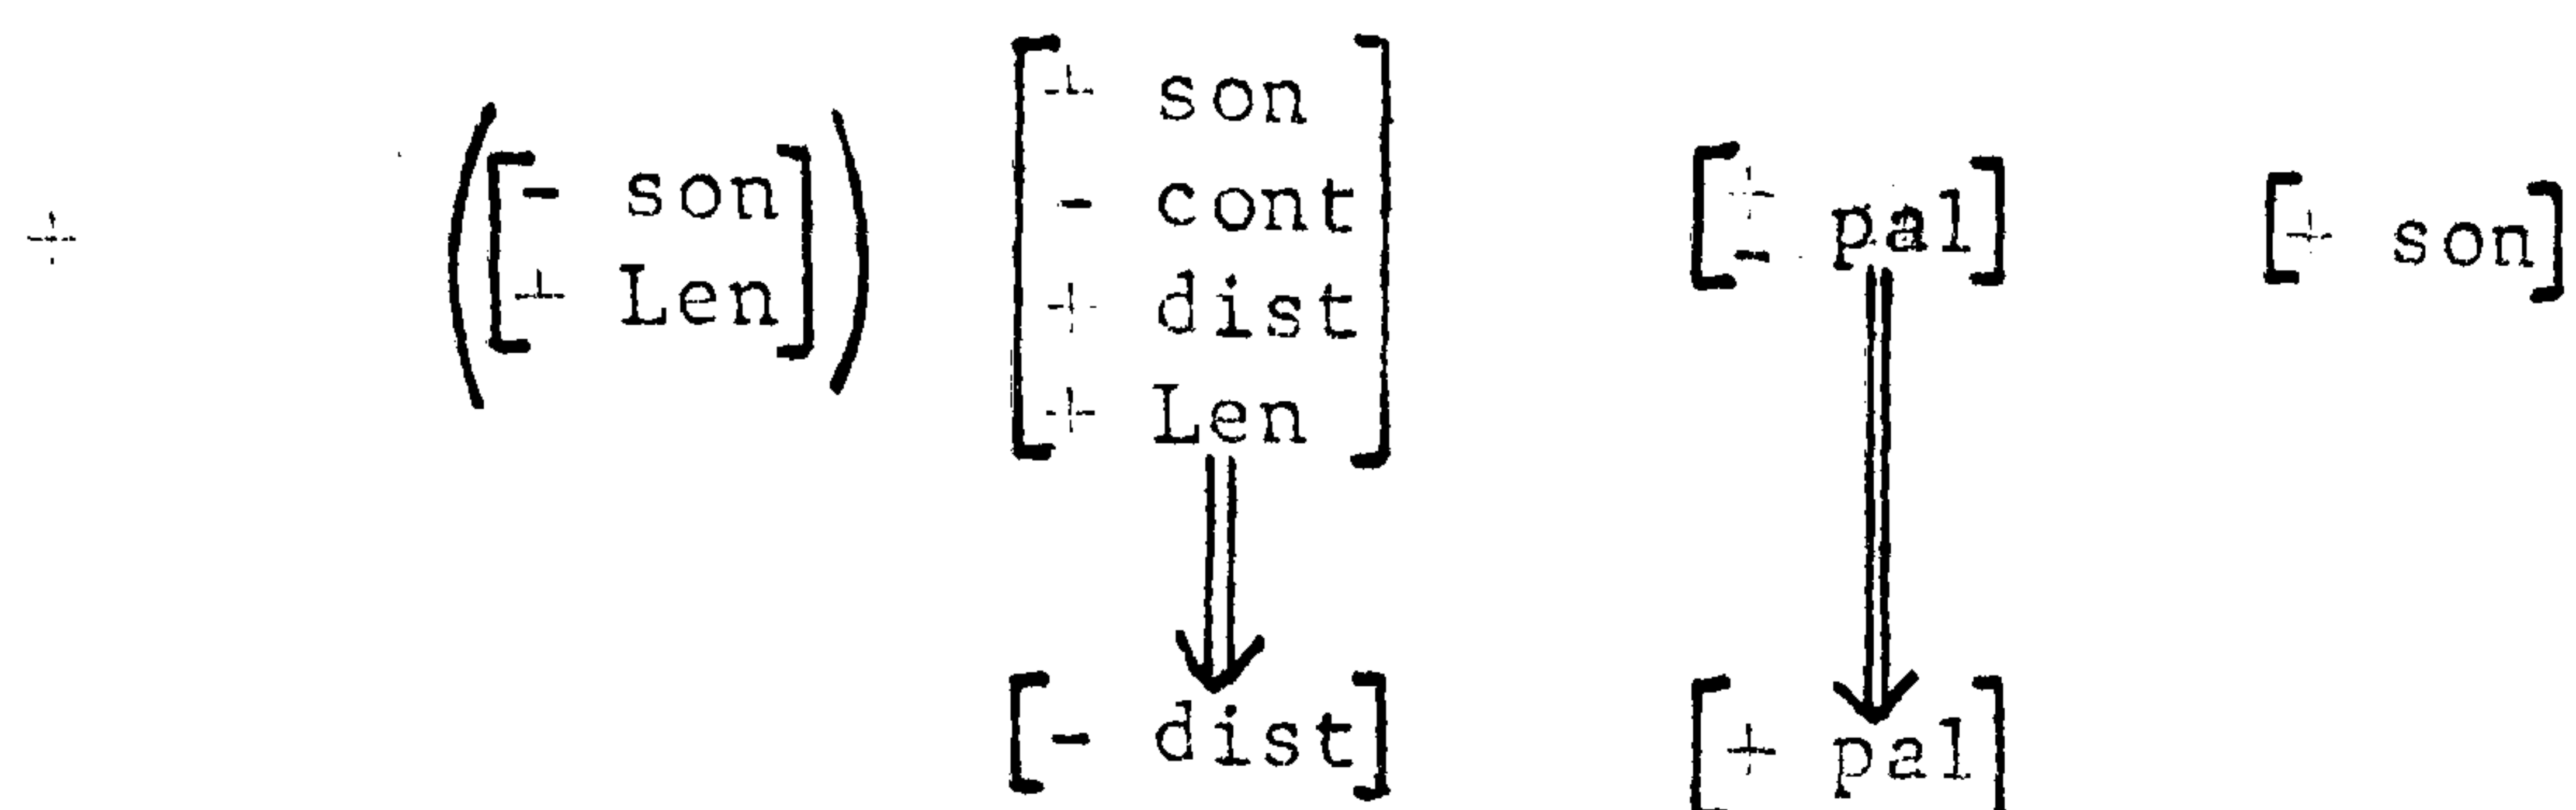 + son
- son - cont ± pal + son
+ + Len + dist
+ Len
- dist + pal